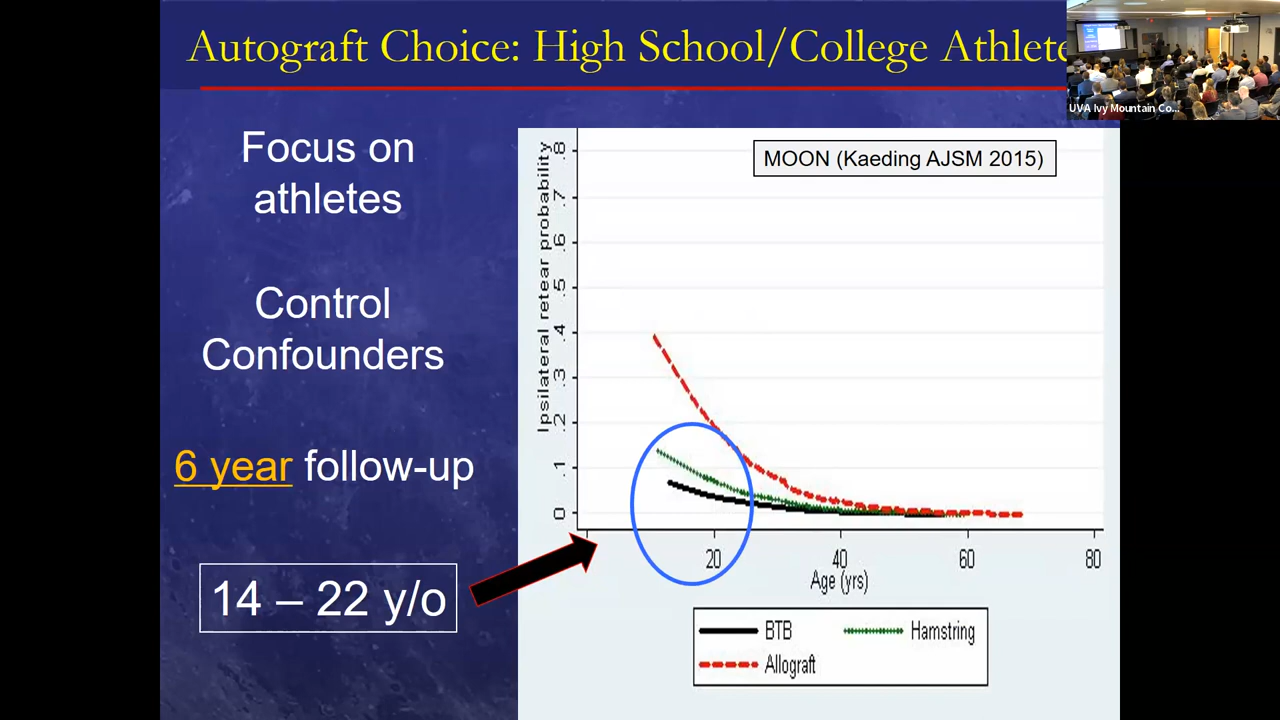 Autograft Choice: High School/College Athlete
UVA Ivy Mountain Co...
Focus on
athletes
Control
Confounders
6 year follow-up
14 – 22 y/o
MOON (Kaeding AJSM 2015)
Ipsilateral retear probability
.8
.7
.6
.5
.4
.3
.2
.1
0
20
40
60
80
Age (yrs)
BTB
Hamstring
Allograft